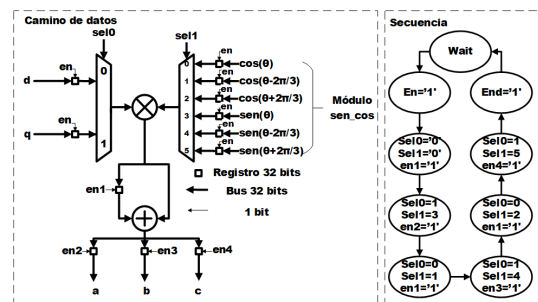 Camino de datos
sel0
sel1
en
d
0
en
q
1
0
en
cos(θ)
1
en
cos(θ-2π/3)
2
en
cos(θ+2π/3)
3
en
sen(θ)
4
en
sen(θ-2π/3)
5
en
sen(θ+2π/3)
Módulo
sen_cos
en1
Registro 32 bits
Bus 32 bits
1 bit
en2
en3
en4
a
b
c
Secuencia
Wait
En='1'
Sel0='0'
Sel1='0'
en1='1'
Sel0=1
Sel1=3
en2='1'
Sel0=0
Sel1=1
en1='1'
Sel0=1
Sel1=4
en3='1'
Sel0=0
Sel1=2
en1='1'
Sel0=1
Sel1=5
en4='1'
End='1'